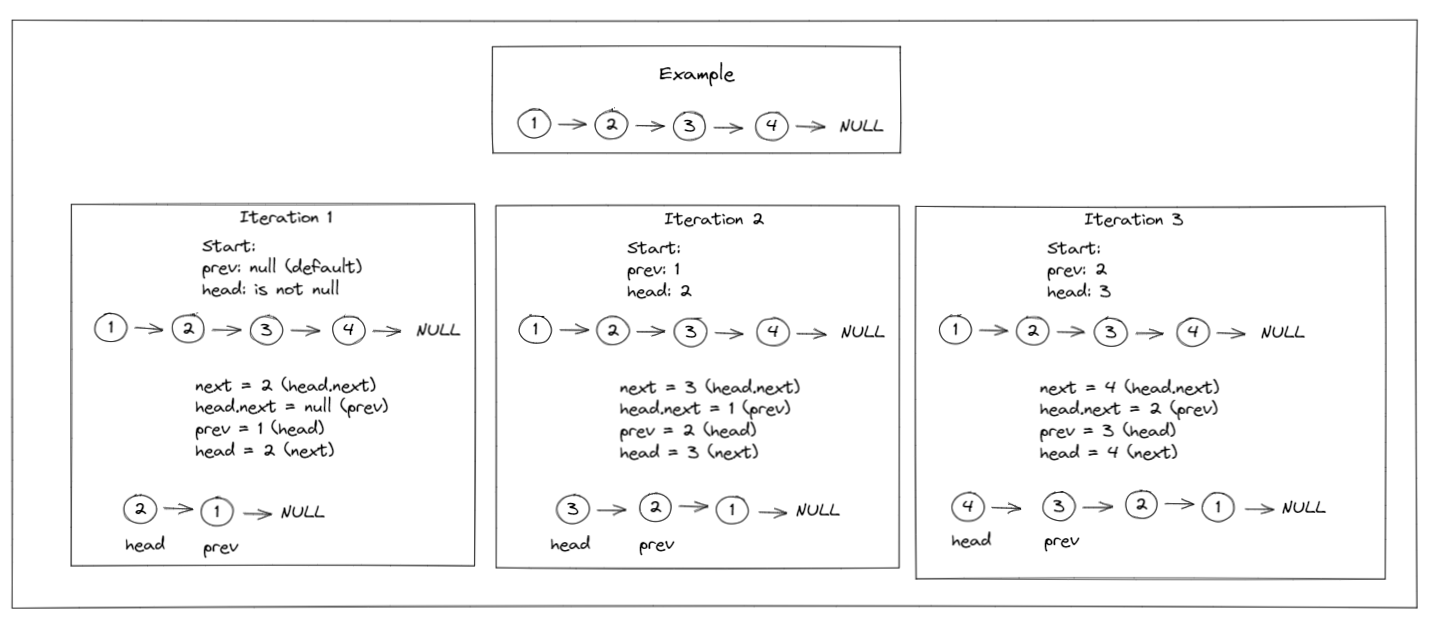 Example
1 → 2 → 3 → 4 → NULL
Iteration 1
Start:
prev: null (default)
head: is not null
1 → 2 → 3 → 4 → NULL
next = 2 (head.next)
head.next = null (prev)
prev = 1 (head)
head = 2 (next)
2 → 1 → NULL
head prev
Iteration 2
Start:
prev: 1
head: 2
1 → 2 → 3 → 4 → NULL
next = 3 (head.next)
head.next = 1 (prev)
prev = 2 (head)
head = 3 (next)
3 → 2 → 1 → NULL
head prev
Iteration 3
Start:
prev: 2
head: 3
1 → 2 → 3 → 4 → NULL
next = 4 (head.next)
head.next = 2 (prev)
prev = 3 (head)
head = 4 (next)
4 → 3 → 2 → 1 → NULL
head prev